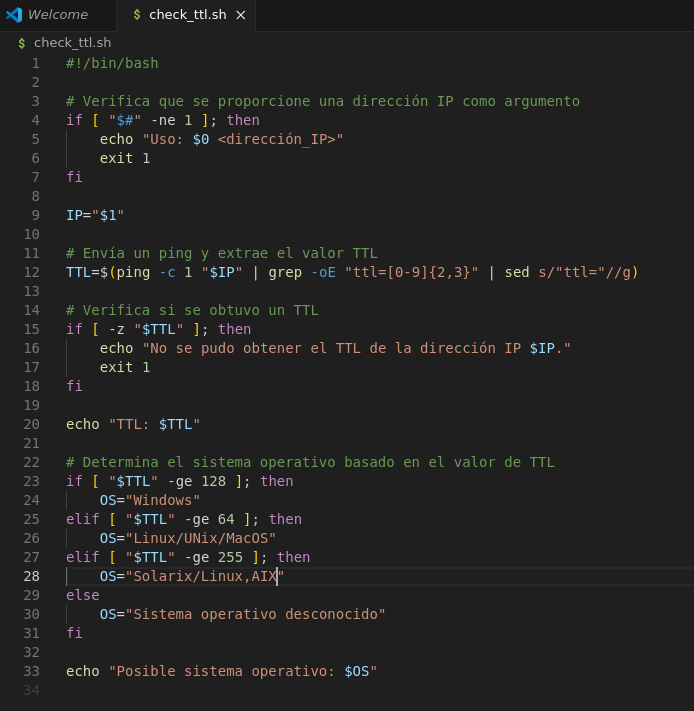 Welcome
$ check_ttl.sh ×
$ check_ttl.sh
1 #!/bin/bash
2
3 # Verifica que se proporcione una dirección IP como argumento
4 if [ "$#" -ne 1 ]; then
5     echo "Uso: $0 <dirección_IP>"
6     exit 1
7 fi
8
9 IP="$1"
10
11 # Envía un ping y extrae el valor TTL
12 TTL=$(ping -c 1 "$IP" | grep -oE "ttl=[0-9]{2,3}" | sed s/"ttl="//g)
13
14 # Verifica si se obtuvo un TTL
15 if [ -z "$TTL" ]; then
16     echo "No se pudo obtener el TTL de la dirección IP $IP."
17     exit 1
18 fi
19
20 echo "TTL: $TTL"
21
22 # Determina el sistema operativo basado en el valor de TTL
23 if [ "$TTL" -ge 128 ]; then
24     OS="Windows"
25 elif [ "$TTL" -ge 64 ]; then
26     OS="Linux/UNix/MacOS"
27 elif [ "$TTL" -ge 255 ]; then
28     OS="Solarix/Linux,AIX"
29 else
30     OS="Sistema operativo desconocido"
31 fi
32
33 echo "Posible sistema operativo: $OS"
34